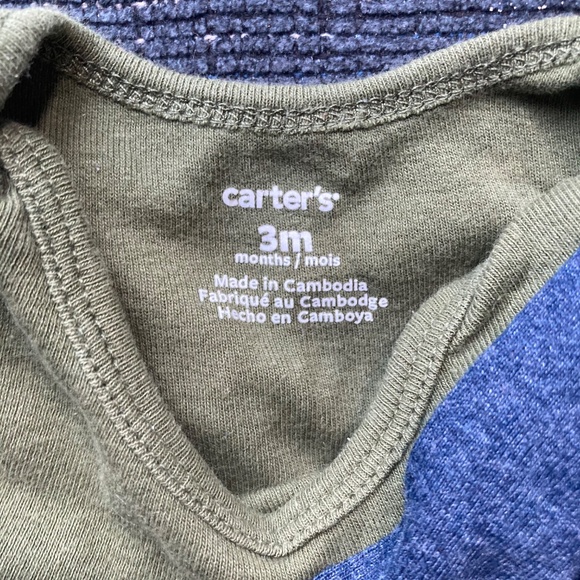 carter's
3m
months/mois
Made in Cambodia
Fabriqué au Cambodge
Hecho en Camboya